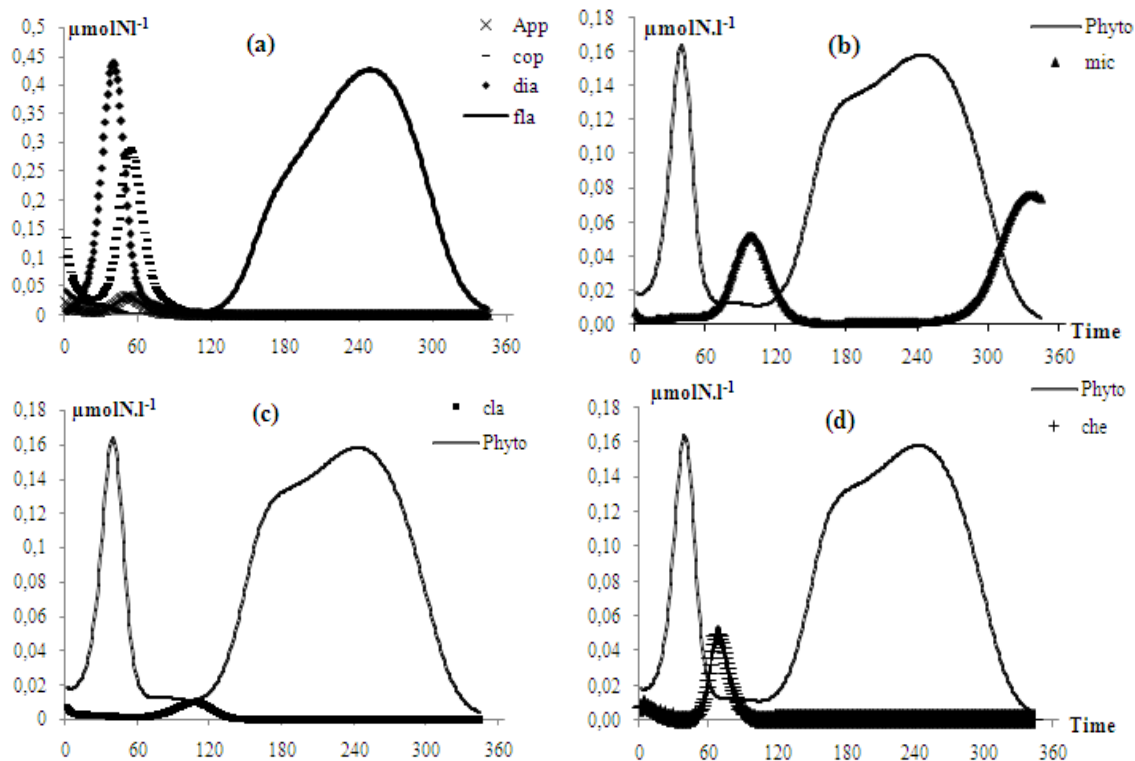 µmolNl-1
(a)
App
cop
dia
fla
0,5
0,45
0,4
0,35
0,3
0,25
0,2
0,15
0,1
0,05
0
0 60 120 180 240 300 360
µmolN.l-1
(b)
Phyto
mic
0,18
0,16
0,14
0,12
0,10
0,08
0,06
0,04
0,02
0,00
Time
0 60 120 180 240 300 360
µmolN.l-1
(c)
cla
Phyto
0,18
0,16
0,14
0,12
0,1
0,08
0,06
0,04
0,02
0
0 60 120 180 240 300 360
µmolN.l-1
(d)
Phyto
che
0,18
0,16
0,14
0,12
0,10
0,08
0,06
0,04
0,02
0,00
Time
0 60 120 180 240 300 360